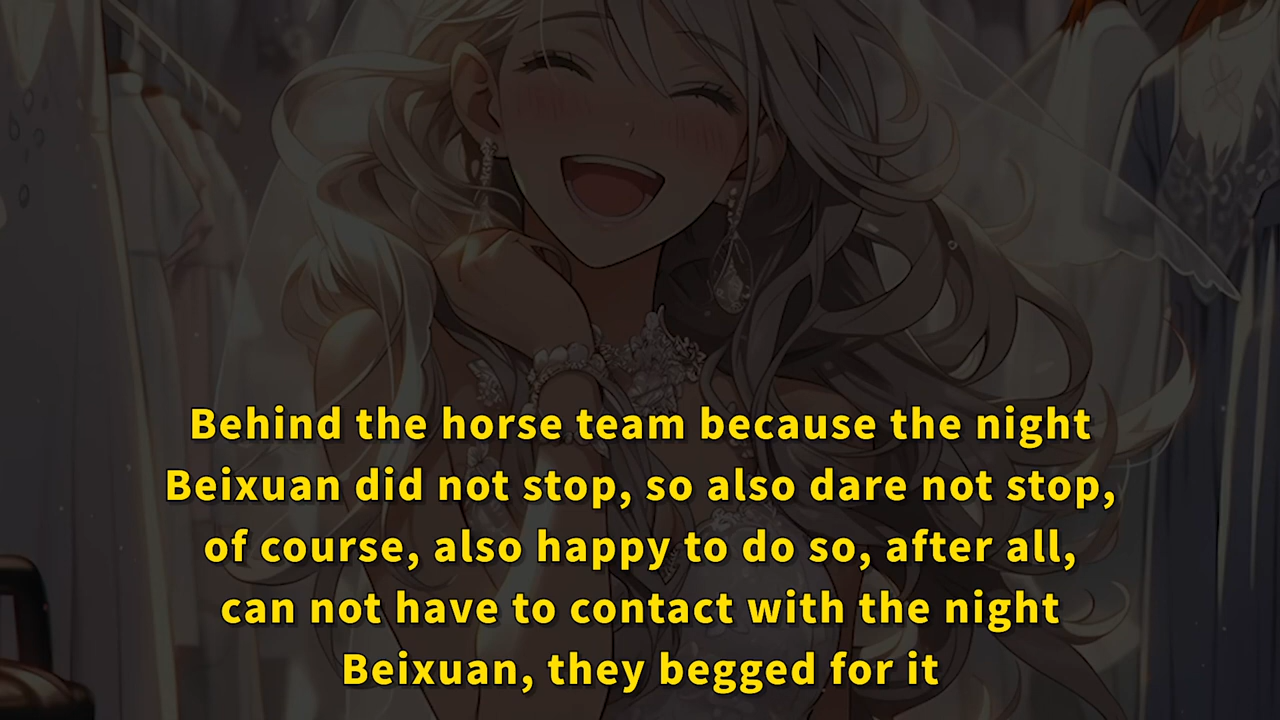 Behind the horse team because the night
Beixuan did not stop, so also dare not stop,
of course, also happy to do so, after all,
can not have to contact with the night
Beixuan, they begged for it